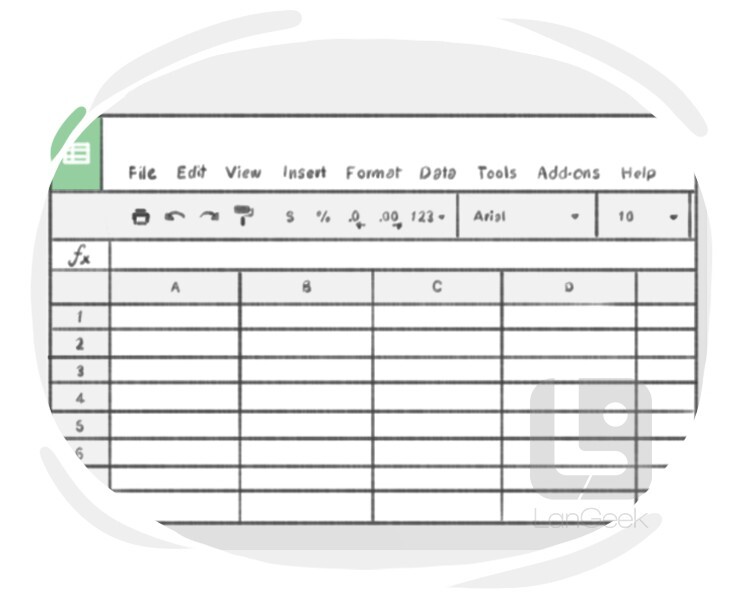 File Edit View Insert Format Data Tools Add-ons Help
$ % .0 .00 123 Arial 10
fx
A B C D
1
2
3
4
5
6
LanGeek